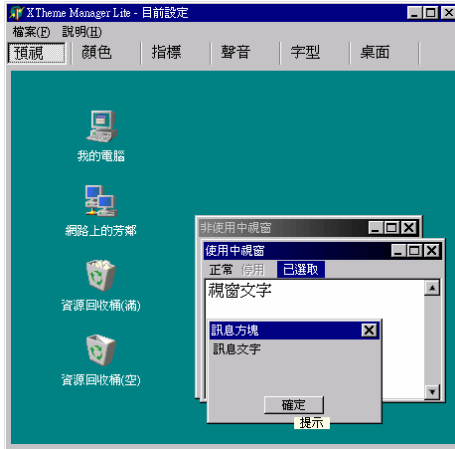 XTheme Manager Lite - 目前設定
檔案(F) 說明(H)
預視 顏色 指標 聲音 字型 桌面
我的電腦
網路上的芳鄰
資源回收桶(滿)
資源回收桶(空)
非使用中視窗
使用中視窗
正常 停用 已選取
視窗文字
訊息方塊
訊息文字
確定
提示